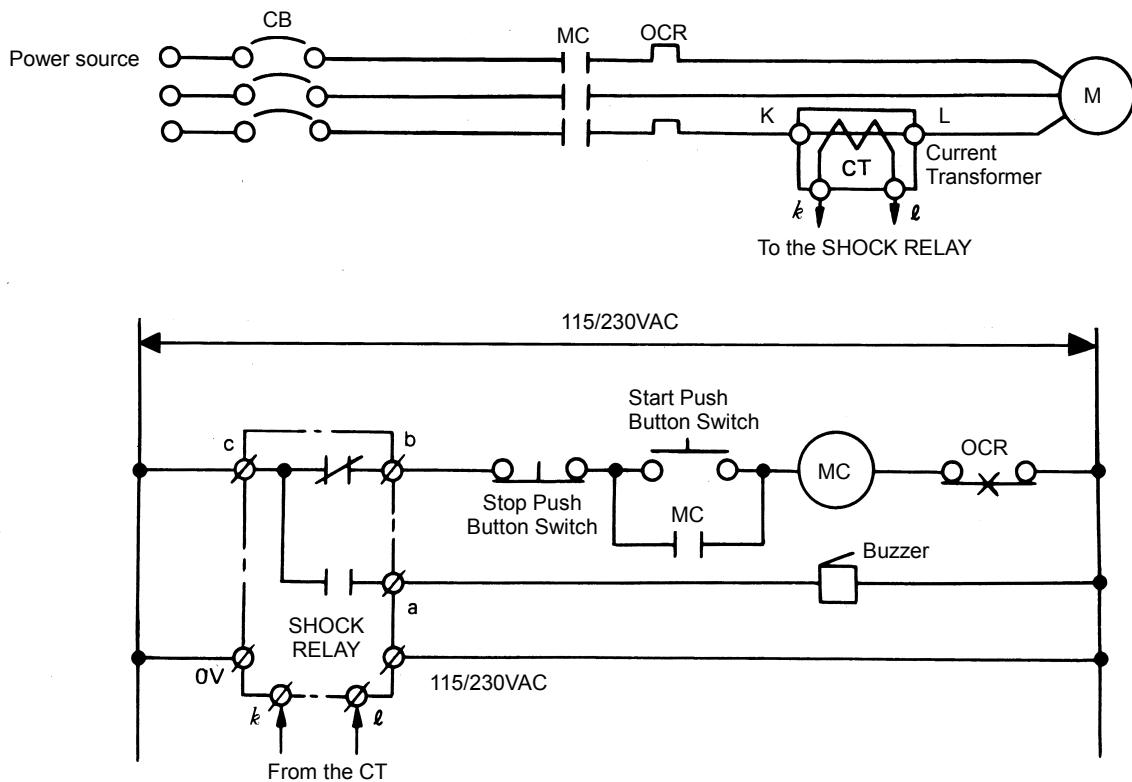 CB
MC
OCR
Power source
M
K
L
CT
Current
Transformer
k
ℓ
To the SHOCK RELAY
115/230VAC
Start Push
Button Switch
c
b
OCR
MC
Stop Push
Button Switch
MC
Buzzer
a
SHOCK
RELAY
0V
115/230VAC
k
ℓ
From the CT